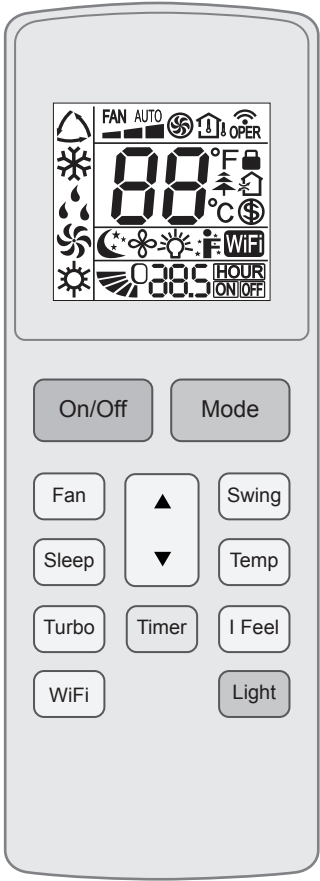 FAN AUTO
OPER
88 °F
°C
WiFi
088.5 HOUR
ON OFF
On/Off Mode
Fan ▲ Swing
Sleep ▼ Temp
Turbo Timer I Feel
WiFi Light